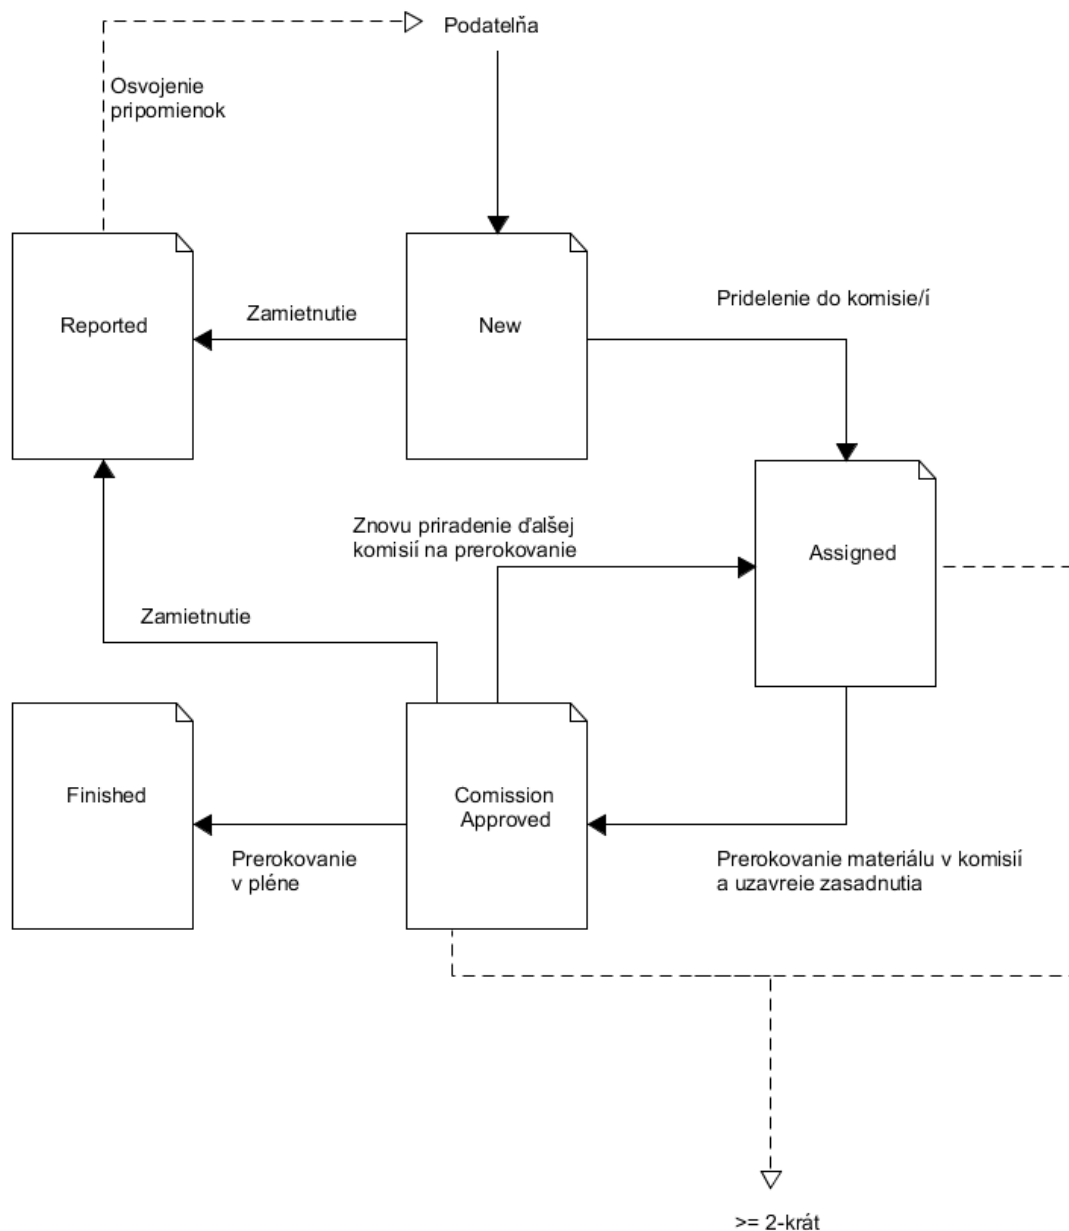 Podatelňa
Osvojenie
pripomienok
Reported
Zamietnutie
New
Pridelenie do komisie/í
Znovu priradenie ďalšej
komisií na prerokovanie
Assigned
Zamietnutie
Finished
Comission
Approved
Prerokovanie
v pléne
Prerokovanie materiálu v komisií
a uzavreie zasadnutia
>= 2-krát